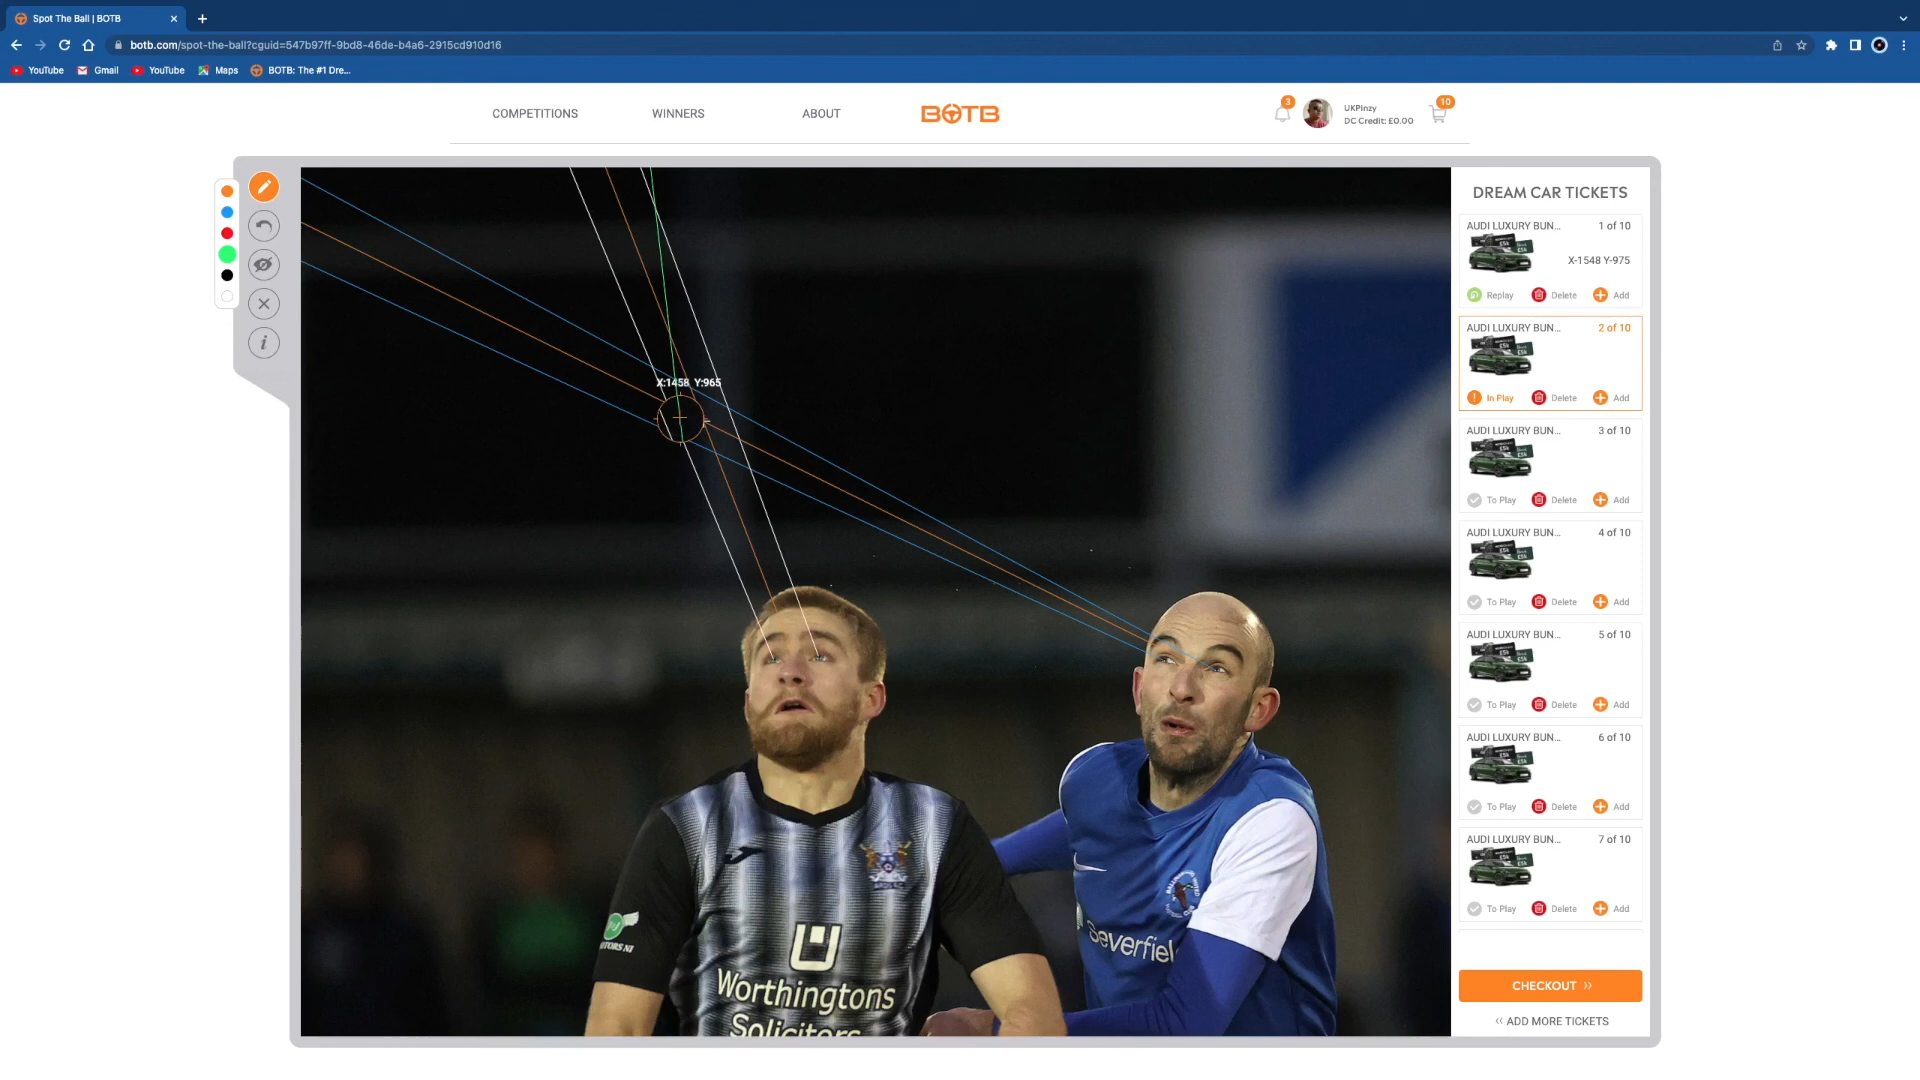 Spot The Ball | BOTB
botb.com/spot-the-ball?cguid=547b97ff-9bd8-46de-b4a6-2915cd910d16
YouTube Gmail YouTube Maps BOTB: The #1 Dre...
COMPETITIONS WINNERS ABOUT BOTB 3 UKPinzy 10
DC Credit: £0.00
DREAM CAR TICKETS
AUDI LUXURY BUN... 1 of 10
X-1548 Y-975
Replay Delete Add
AUDI LUXURY BUN... 2 of 10
In Play Delete Add
AUDI LUXURY BUN... 3 of 10
To Play Delete Add
AUDI LUXURY BUN... 4 of 10
To Play Delete Add
AUDI LUXURY BUN... 5 of 10
To Play Delete Add
AUDI LUXURY BUN... 6 of 10
To Play Delete Add
AUDI LUXURY BUN... 7 of 10
To Play Delete Add
CHECKOUT >>
<< ADD MORE TICKETS
X:1458 Y:965
Severfiel
TORS NI
Worthingtons
Solicitors